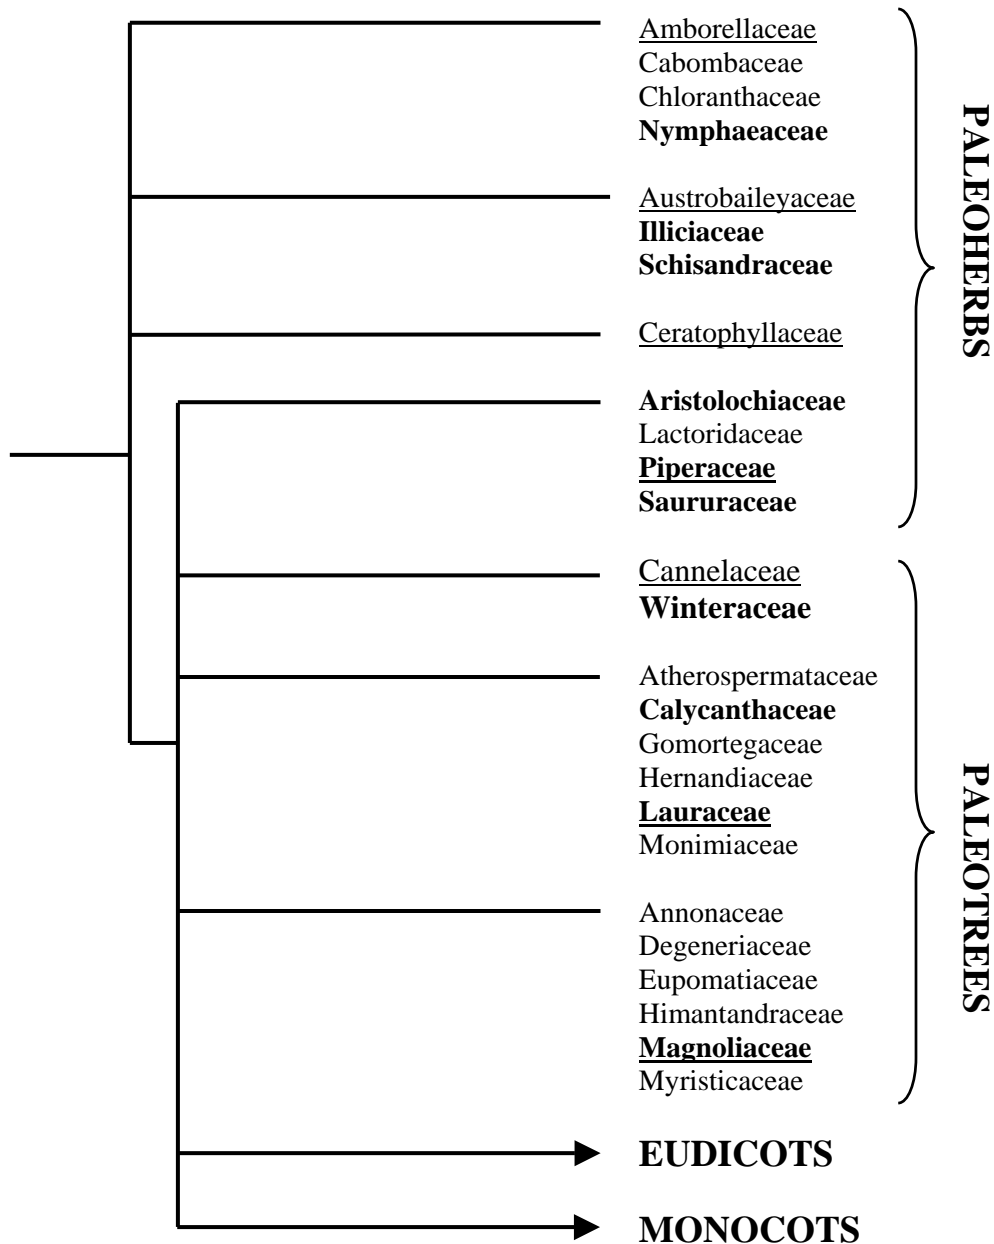 Amborellaceae
Cabombaceae
Chloranthaceae
Nymphaeaceae
Austrobaileyaceae
Illiciaceae
Schisandraceae
Ceratophyllaceae
Aristolochiaceae
Lactoridaceae
Piperaceae
Saururaceae
PALEOHERBS
Cannelaceae
Winteraceae
Atherospermataceae
Calycanthaceae
Gomortegaceae
Hernandiaceae
Lauraceae
Monimiaceae
Annonaceae
Degeneriaceae
Eupomatiaceae
Himantandraceae
Magnoliaceae
Myristicaceae
PALEOTREES
EUDICOTS
MONOCOTS